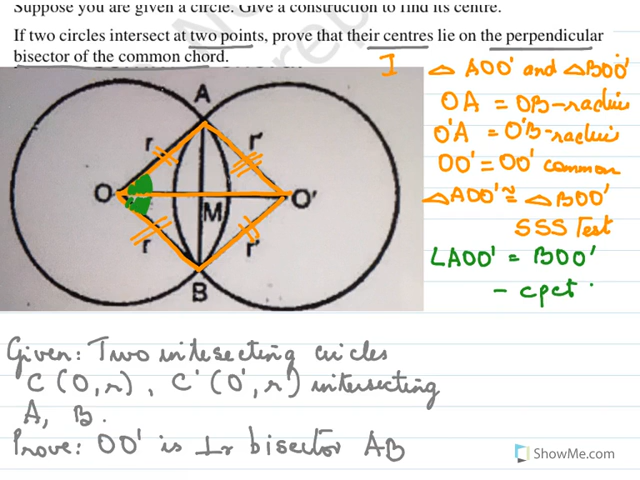 Suppose you are given a circle. Give a construction to find its centre.
If two circles intersect at two points, prove that their centres lie on the perpendicular
bisector of the common chord.
I
△ AOO' and △BOO'
OA = OB-radius
O'A = O'B-radius
OO' = OO' common
△AOO' ≅ △BOO'
SSS Test
∠AOO' = BOO'
- cpct.
A
r
r'
O
M
O'
r
r'
B
Given: Two intersecting circles
C (O, r), C' (O', r') intersecting
A, B.
Prove: OO' is ⊥r bisector AB
ShowMe.com